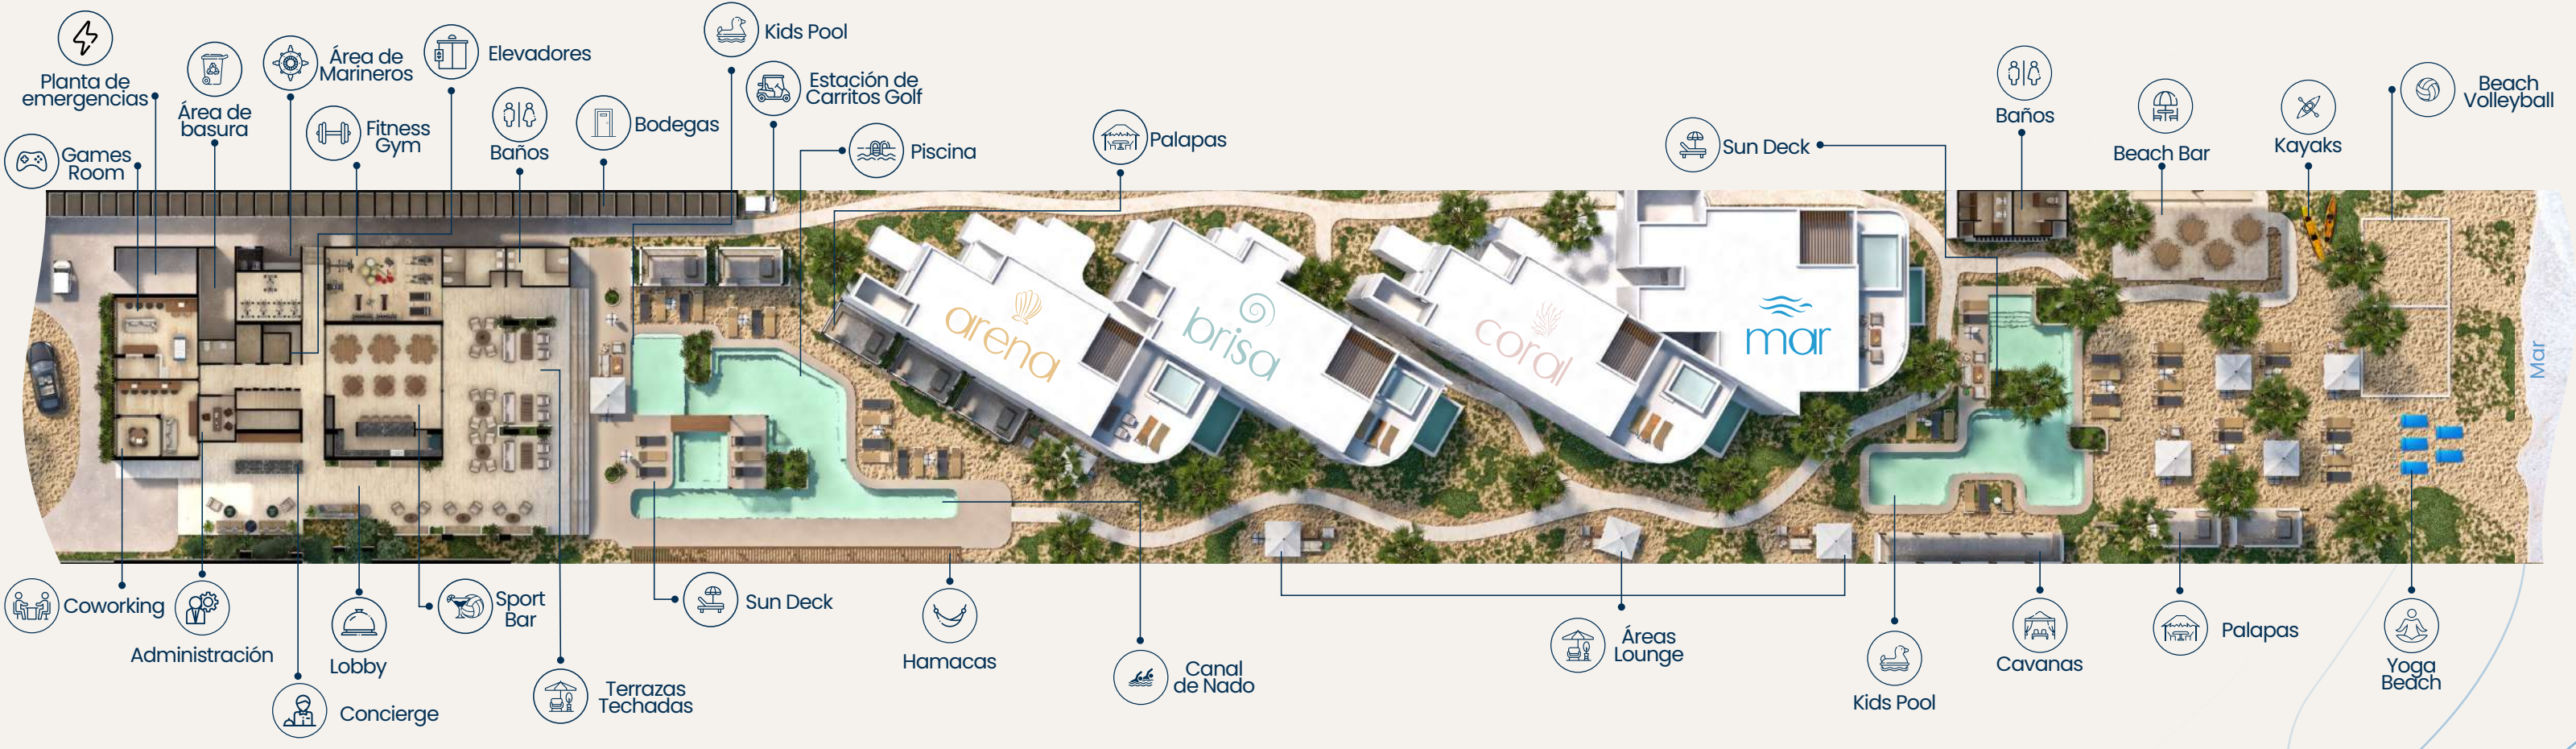 Planta de
emergencias
Área de
basura
Área de
Marineros
Elevadores
Games
Room
Fitness
Gym
Baños
Bodegas
Kids Pool
Estación de
Carritos Golf
Piscina
Palapas
Sun Deck
Baños
Beach Bar
Kayaks
Beach
Volleyball
arena
brisa
coral
mar
Mar
Coworking
Administración
Lobby
Concierge
Sport
Bar
Terrazas
Techadas
Sun Deck
Hamacas
Canal
de Nado
Áreas
Lounge
Kids Pool
Cavanas
Palapas
Yoga
Beach